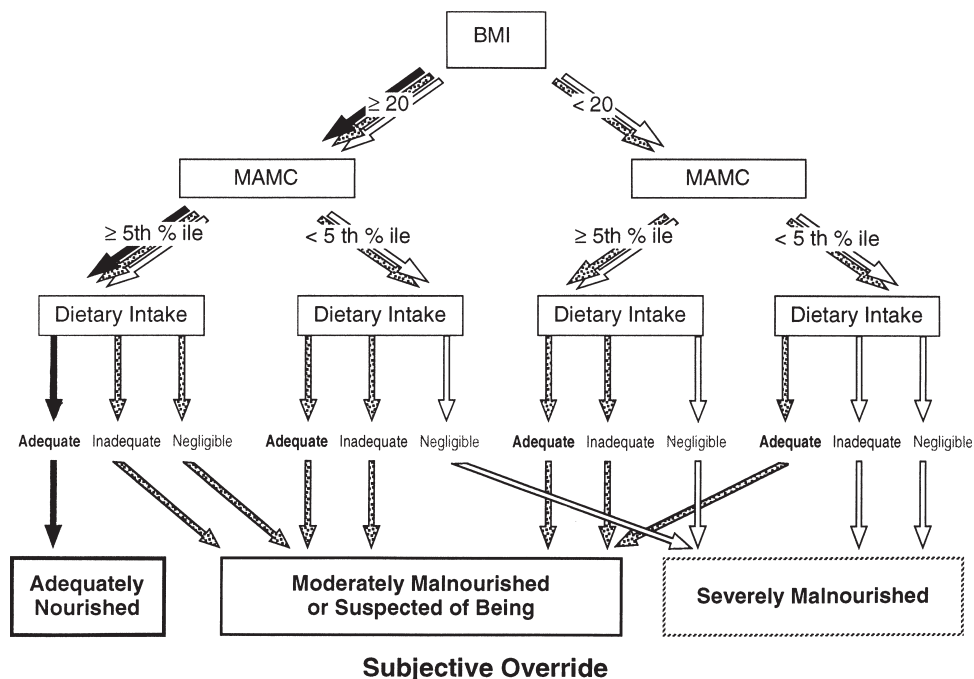 BMI
≥ 20
< 20
MAMC
MAMC
≥ 5th % ile
< 5 th % ile
≥ 5th % ile
< 5 th % ile
Dietary Intake
Dietary Intake
Dietary Intake
Dietary Intake
Adequate Inadequate Negligible
Adequate Inadequate Negligible
Adequate Inadequate Negligible
Adequate Inadequate Negligible
Adequately
Nourished
Moderately Malnourished
or Suspected of Being
Severely Malnourished
Subjective Override